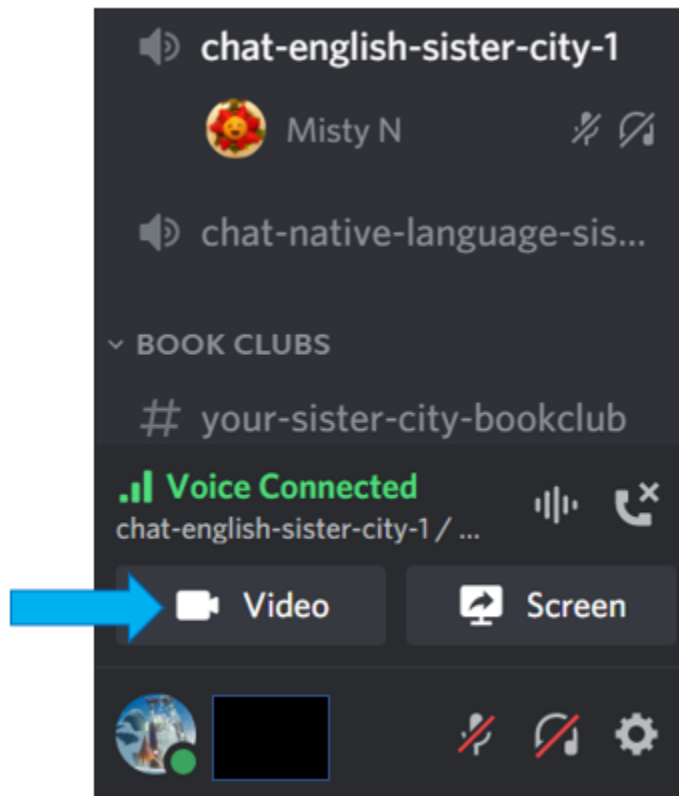 chat-english-sister-city-1
Misty N
chat-native-language-sis...
BOOK CLUBS
# your-sister-city-bookclub
Voice Connected
chat-english-sister-city-1 / ...
Video Screen